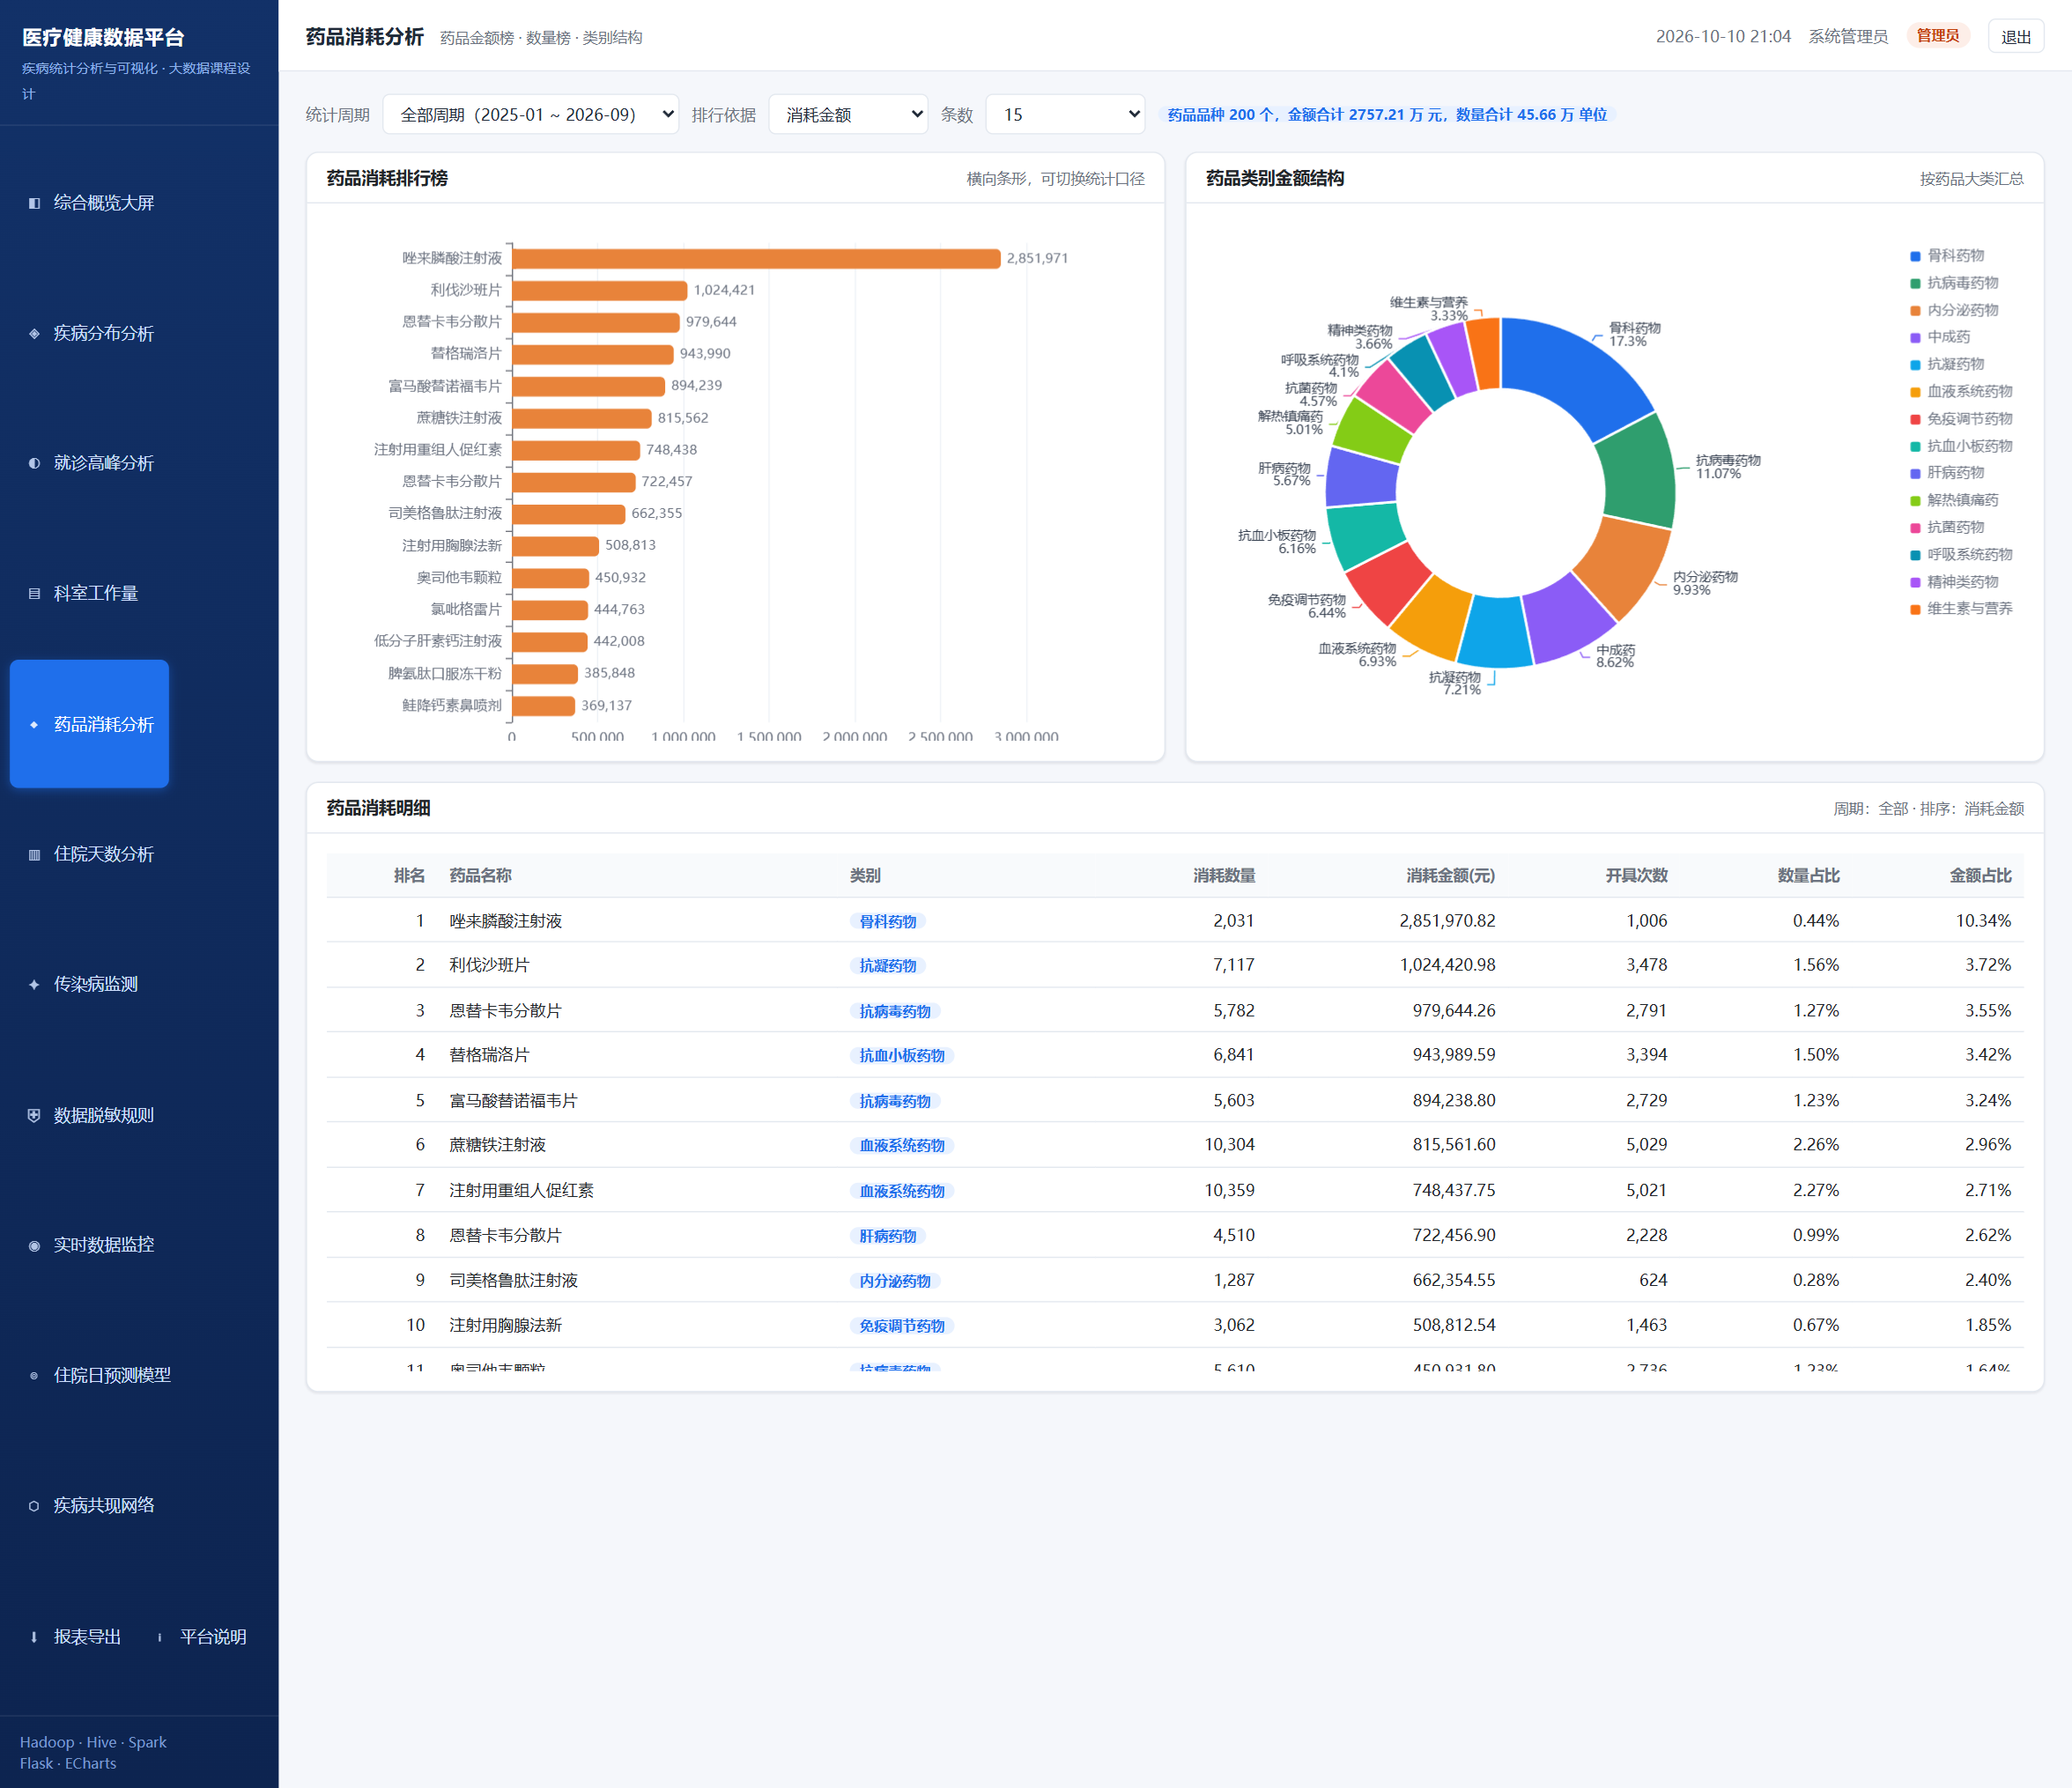 医疗健康数据平台
疾病统计分析与可视化 · 大数据课程设
计
综合概览大屏
疾病分布分析
就诊高峰分析
科室工作量
药品消耗分析
住院天数分析
传染病监测
数据脱敏规则
实时数据监控
住院日预测模型
疾病共现网络
报表导出 平台说明
Hadoop · Hive · Spark
Flask · ECharts
药品消耗分析 药品金额榜 · 数量榜 · 类别结构
2026-10-10 21:04 系统管理员 管理员 退出
统计周期 全部周期（2025-01 ~ 2026-09） 排行依据 消耗金额 条数 15 药品品种 200 个，金额合计 2757.21 万 元，数量合计 45.66 万 单位
药品消耗排行榜 横向条形，可切换统计口径
唑来膦酸注射液 2,851,971
利伐沙班片 1,024,421
恩替卡韦分散片 979,644
替格瑞洛片 943,990
富马酸替诺福韦片 894,239
蔗糖铁注射液 815,562
注射用重组人促红素 748,438
恩替卡韦分散片 722,457
司美格鲁肽注射液 662,355
注射用胸腺法新 508,813
奥司他韦颗粒 450,932
氯吡格雷片 444,763
低分子肝素钙注射液 442,008
脾氨肽口服冻干粉 385,848
鲑降钙素鼻喷剂 369,137
0 500,000 1,000,000 1,500,000 2,000,000 2,500,000 3,000,000
药品类别金额结构 按药品大类汇总
维生素与营养
3.33%
精神类药物
3.66%
呼吸系统药物
4.1%
抗菌药物
4.57%
解热镇痛药
5.01%
肝病药物
5.67%
抗血小板药物
6.16%
免疫调节药物
6.44%
血液系统药物
6.93%
抗凝药物
7.21%
骨科药物
17.3%
抗病毒药物
11.07%
内分泌药物
9.93%
中成药
8.62%
骨科药物
抗病毒药物
内分泌药物
中成药
抗凝药物
血液系统药物
免疫调节药物
抗血小板药物
肝病药物
解热镇痛药
抗菌药物
呼吸系统药物
精神类药物
维生素与营养
药品消耗明细 周期：全部 · 排序：消耗金额
排名 药品名称 类别 消耗数量 消耗金额(元) 开具次数 数量占比 金额占比
1 唑来膦酸注射液 骨科药物 2,031 2,851,970.82 1,006 0.44% 10.34%
2 利伐沙班片 抗凝药物 7,117 1,024,420.98 3,478 1.56% 3.72%
3 恩替卡韦分散片 抗病毒药物 5,782 979,644.26 2,791 1.27% 3.55%
4 替格瑞洛片 抗血小板药物 6,841 943,989.59 3,394 1.50% 3.42%
5 富马酸替诺福韦片 抗病毒药物 5,603 894,238.80 2,729 1.23% 3.24%
6 蔗糖铁注射液 血液系统药物 10,304 815,561.60 5,029 2.26% 2.96%
7 注射用重组人促红素 血液系统药物 10,359 748,437.75 5,021 2.27% 2.71%
8 恩替卡韦分散片 肝病药物 4,510 722,456.90 2,228 0.99% 2.62%
9 司美格鲁肽注射液 内分泌药物 1,287 662,354.55 624 0.28% 2.40%
10 注射用胸腺法新 免疫调节药物 3,062 508,812.54 1,463 0.67% 1.85%
11 奥司他韦颗粒 抗病毒药物 5,610 450,931.80 2,736 1.23% 1.64%